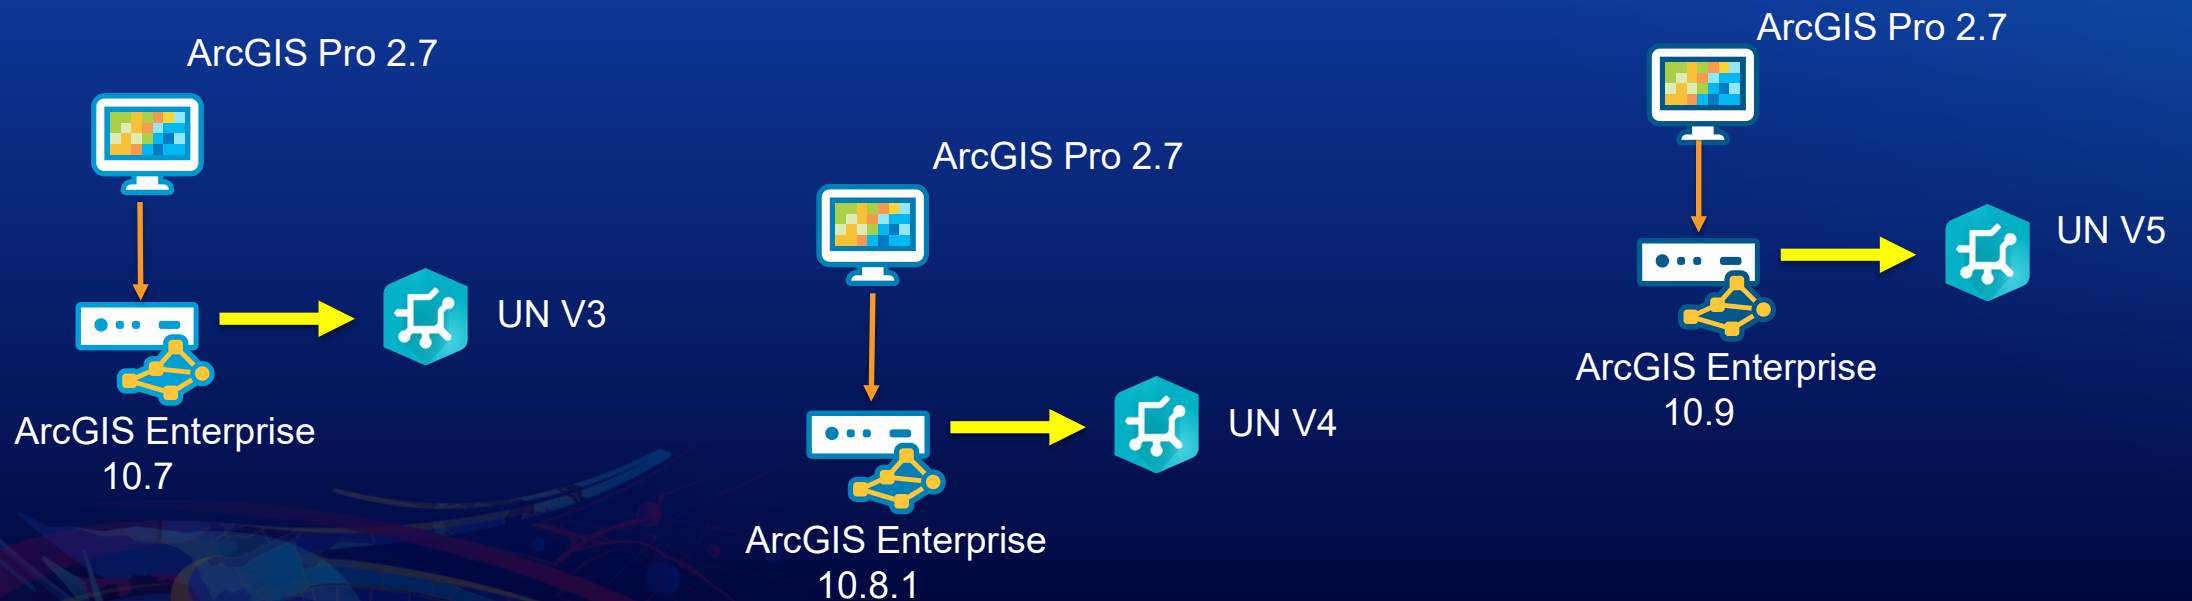 ArcGIS Pro 2.7
UN V3
ArcGIS Enterprise
10.7
ArcGIS Pro 2.7
UN V4
ArcGIS Enterprise
10.8.1
ArcGIS Pro 2.7
UN V5
ArcGIS Enterprise
10.9